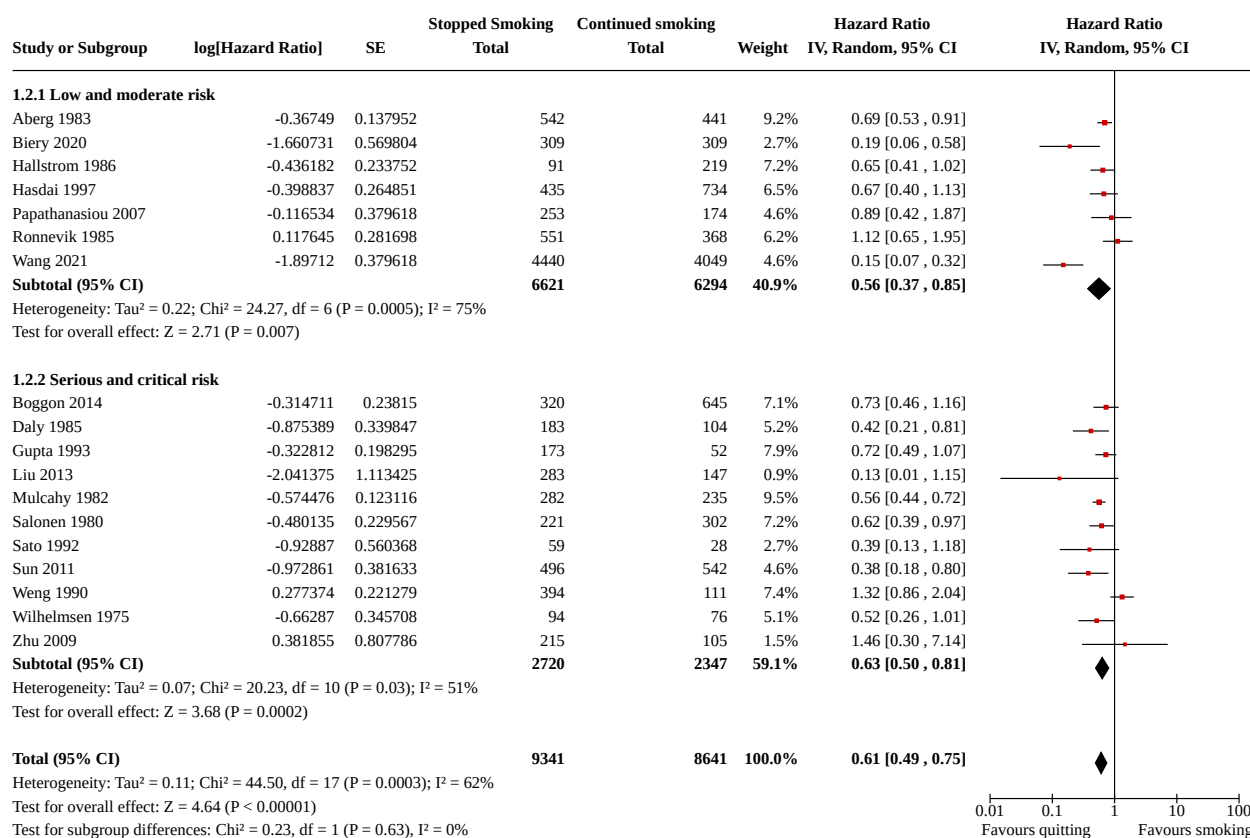 Stopped Smoking Continued smoking Hazard Ratio Hazard Ratio
Study or Subgroup log[Hazard Ratio] SE Total Total Weight IV, Random, 95% CI IV, Random, 95% CI
1.2.1 Low and moderate risk
Aberg 1983 -0.36749 0.137952 542 441 9.2% 0.69 [0.53 , 0.91]
Biery 2020 -1.660731 0.569804 309 309 3.6% 0.19 [0.06 , 0.58]
Hallstrom 1986 -0.436182 0.233752 91 219 7.2% 0.65 [0.41 , 1.02]
Hasdai 1997 -0.398837 0.264851 435 734 6.5% 0.67 [0.40 , 1.13]
Papathanasiou 2007 -0.116534 0.379618 253 174 4.6% 0.89 [0.42 , 1.87]
Ronnevik 1985 0.117645 0.281698 551 368 6.2% 1.12 [0.65 , 1.95]
Wang 2021 -1.89712 0.379618 4440 4049 4.6% 0.15 [0.07 , 0.32]
Subtotal (95% CI) 6621 6294 40.9% 0.56 [0.37 , 0.85]
Heterogeneity: Tau² = 0.22; Chi² = 24.27, df = 6 (P = 0.0005); I² = 75%
Test for overall effect: Z = 2.71 (P = 0.007)
1.2.2 Serious and critical risk
Boggon 2014 -0.314711 0.23815 320 645 7.1% 0.73 [0.46 , 1.16]
Daly 1985 -0.875389 0.339847 183 104 5.2% 0.42 [0.21 , 0.81]
Gupta 1993 -0.322812 0.198295 173 52 7.9% 0.72 [0.49 , 1.07]
Liu 2013 -2.041375 1.113425 283 147 0.9% 0.13 [0.01 , 1.15]
Mulcahy 1982 -0.574476 0.123116 282 235 9.5% 0.56 [0.44 , 0.72]
Salonen 1980 -0.480135 0.229567 221 302 7.2% 0.62 [0.39 , 0.97]
Sato 1992 -0.92887 0.560368 59 28 2.7% 0.39 [0.13 , 1.18]
Sun 2011 -0.972861 0.381633 496 542 4.6% 0.38 [0.18 , 0.80]
Weng 1990 0.277374 0.221279 394 111 7.4% 1.32 [0.86 , 2.04]
Wilhelmsen 1975 -0.66287 0.345708 94 76 5.1% 0.52 [0.26 , 1.01]
Zhu 2009 0.381855 0.807786 215 105 1.5% 1.46 [0.30 , 7.14]
Subtotal (95% CI) 2720 2347 59.1% 0.63 [0.50 , 0.81]
Heterogeneity: Tau² = 0.07; Chi² = 20.23, df = 10 (P = 0.03); I² = 51%
Test for overall effect: Z = 3.68 (P = 0.0002)
Total (95% CI) 9341 8641 100.0% 0.61 [0.49 , 0.75]
Heterogeneity: Tau² = 0.11; Chi² = 44.50, df = 17 (P = 0.0003); I² = 62%
Test for overall effect: Z = 4.64 (P < 0.00001)
Test for subgroup differences: Chi² = 0.23, df = 1 (P = 0.63), I² = 0%
0.01 0.1 1 10 100
Favours quitting Favours smoking